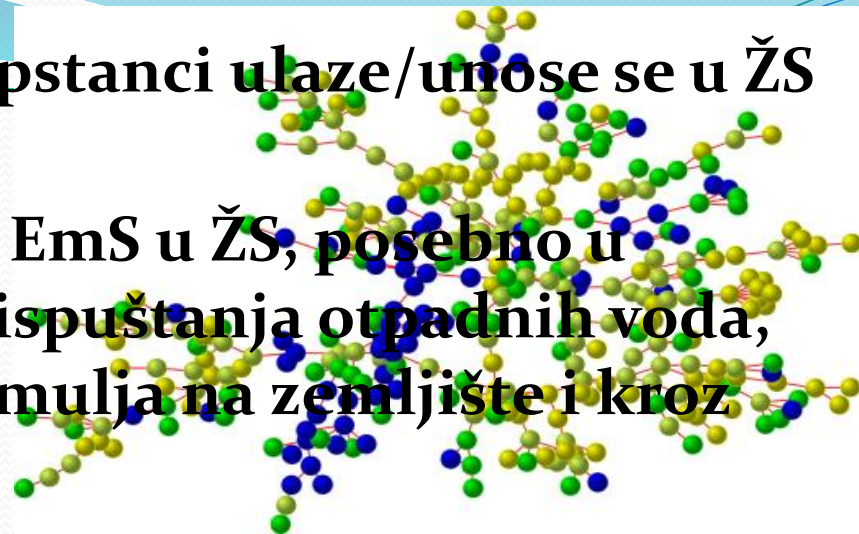 pstanci ulaze/unose se u ŽS
EmS u ŽS, posebno u
ispuštanja otpadnih voda,
mulja na zemljište i kroz